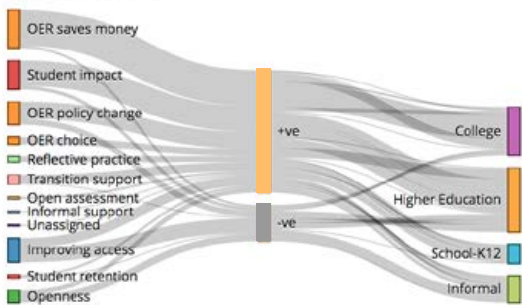 OER saves money
Student impact
OER policy change
OER choice
Reflective practice
Transition support
Open assessment
Informal support
Unassigned
Improving access
Student retention
Openness
+ve
-ve
College
Higher Education
School-K12
Informal